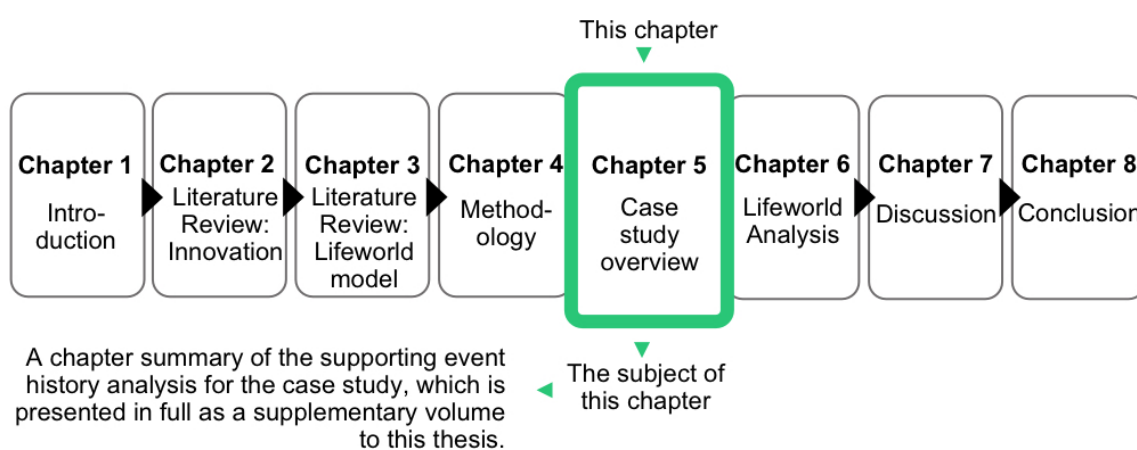 This chapter
Chapter 1
Intro-
duction
Chapter 2
Literature
Review:
Innovation
Chapter 3
Literature
Review:
Lifeworld
model
Chapter 4
Method-
ology
Chapter 5
Case
study
overview
Chapter 6
Lifeworld
Analysis
Chapter 7
Discussion
Chapter 8
Conclusion
The subject of
this chapter
A chapter summary of the supporting event
history analysis for the case study, which is
presented in full as a supplementary volume
to this thesis.